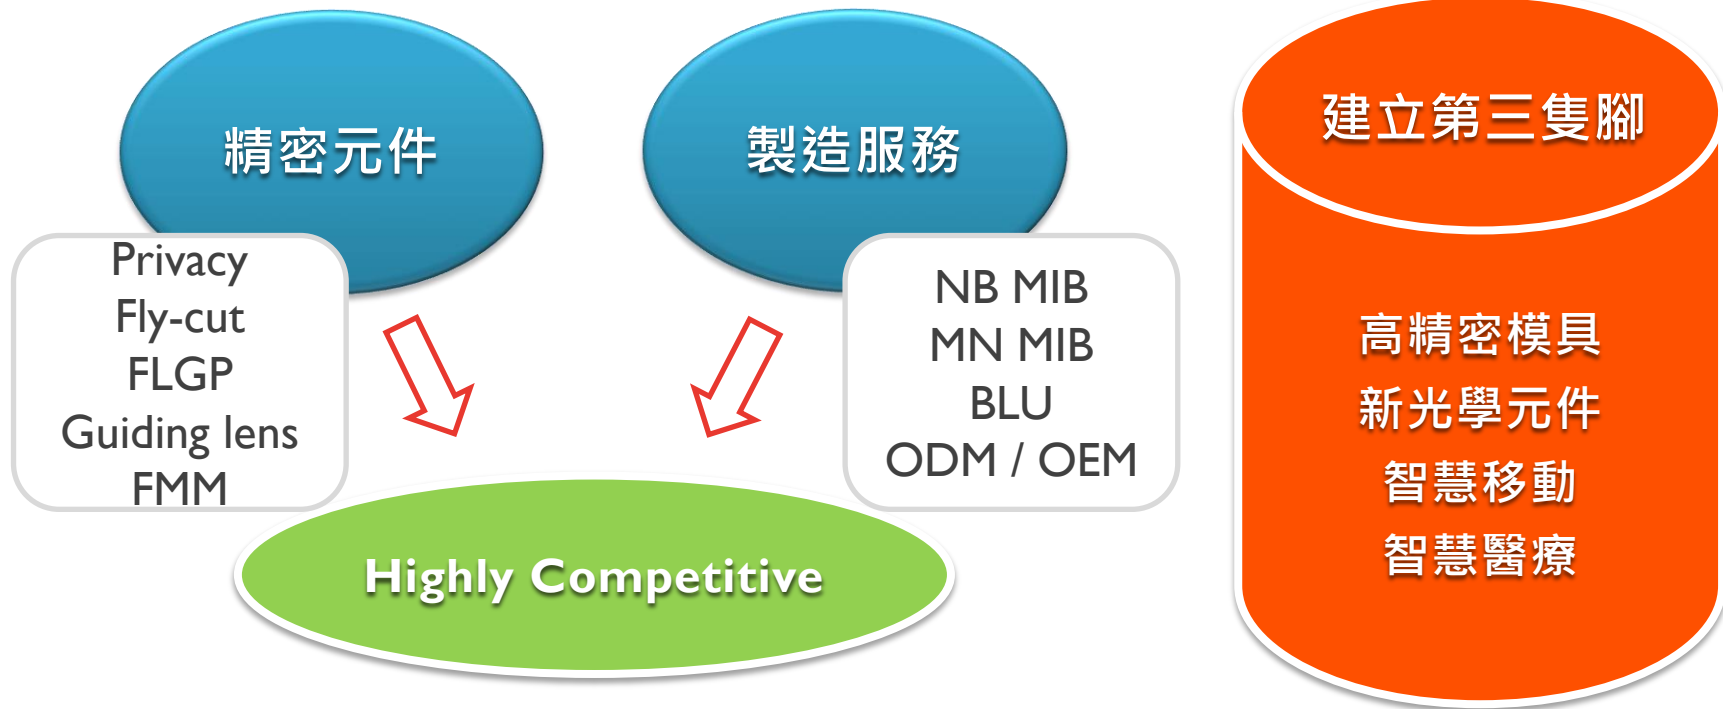 精密元件
Privacy
Fly-cut
FLGP
Guiding lens
FMM
製造服務
NB MIB
MN MIB
BLU
ODM / OEM
Highly Competitive
建立第三隻腳
高精密模具
新光學元件
智慧移動
智慧醫療